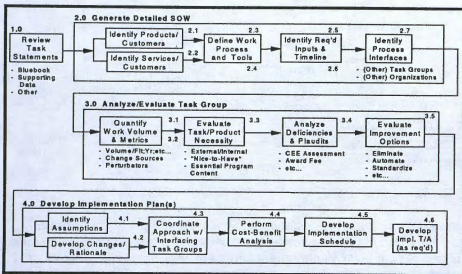 2.0 Generate Detailed SOW
1.0
Review
Task
Statements
• Bluebook
• Supporting
Data
• Other
Identify Products/
Customers
2.1
Identify Services/
Customers
2.2
2.3
Define Work
Process
and Tools
2.4
2.5
Identify Req'd
Inputs &
Timeline
2.6
2.7
Identify
Process
Interfaces
- (Other) Task Groups
- (Other) Organizations
3.0 Analyze/Evaluate Task Group
Quantify
Work Volume
& Metrics
3.1
3.2
• Volume/Flt;Yr;etc...
• Change Sources
• Perturbators
Evaluate
Task/Product
Necessity
3.3
• External/Internal
• "Nice-to-Have"
• Essential Program
Content
Analyze
Deficiencies
& Plaudits
3.4
• CEE Assessment
• Award Fee
• etc...
3.5
Evaluate
Improvement
Options
• Eliminate
• Automate
• Standardize
• etc...
4.0 Develop Implementation Plan(s)
Identify
Assumptions
4.1
Develop Changes/
Rationale
4.2
4.3
Coordinate
Approach w/
Interfacing
Task Groups
4.4
Perform
Cost-Benefit
Analysis
4.5
Develop
Implementation
Schedule
4.6
Develop
Impl. T/A
(as req'd)